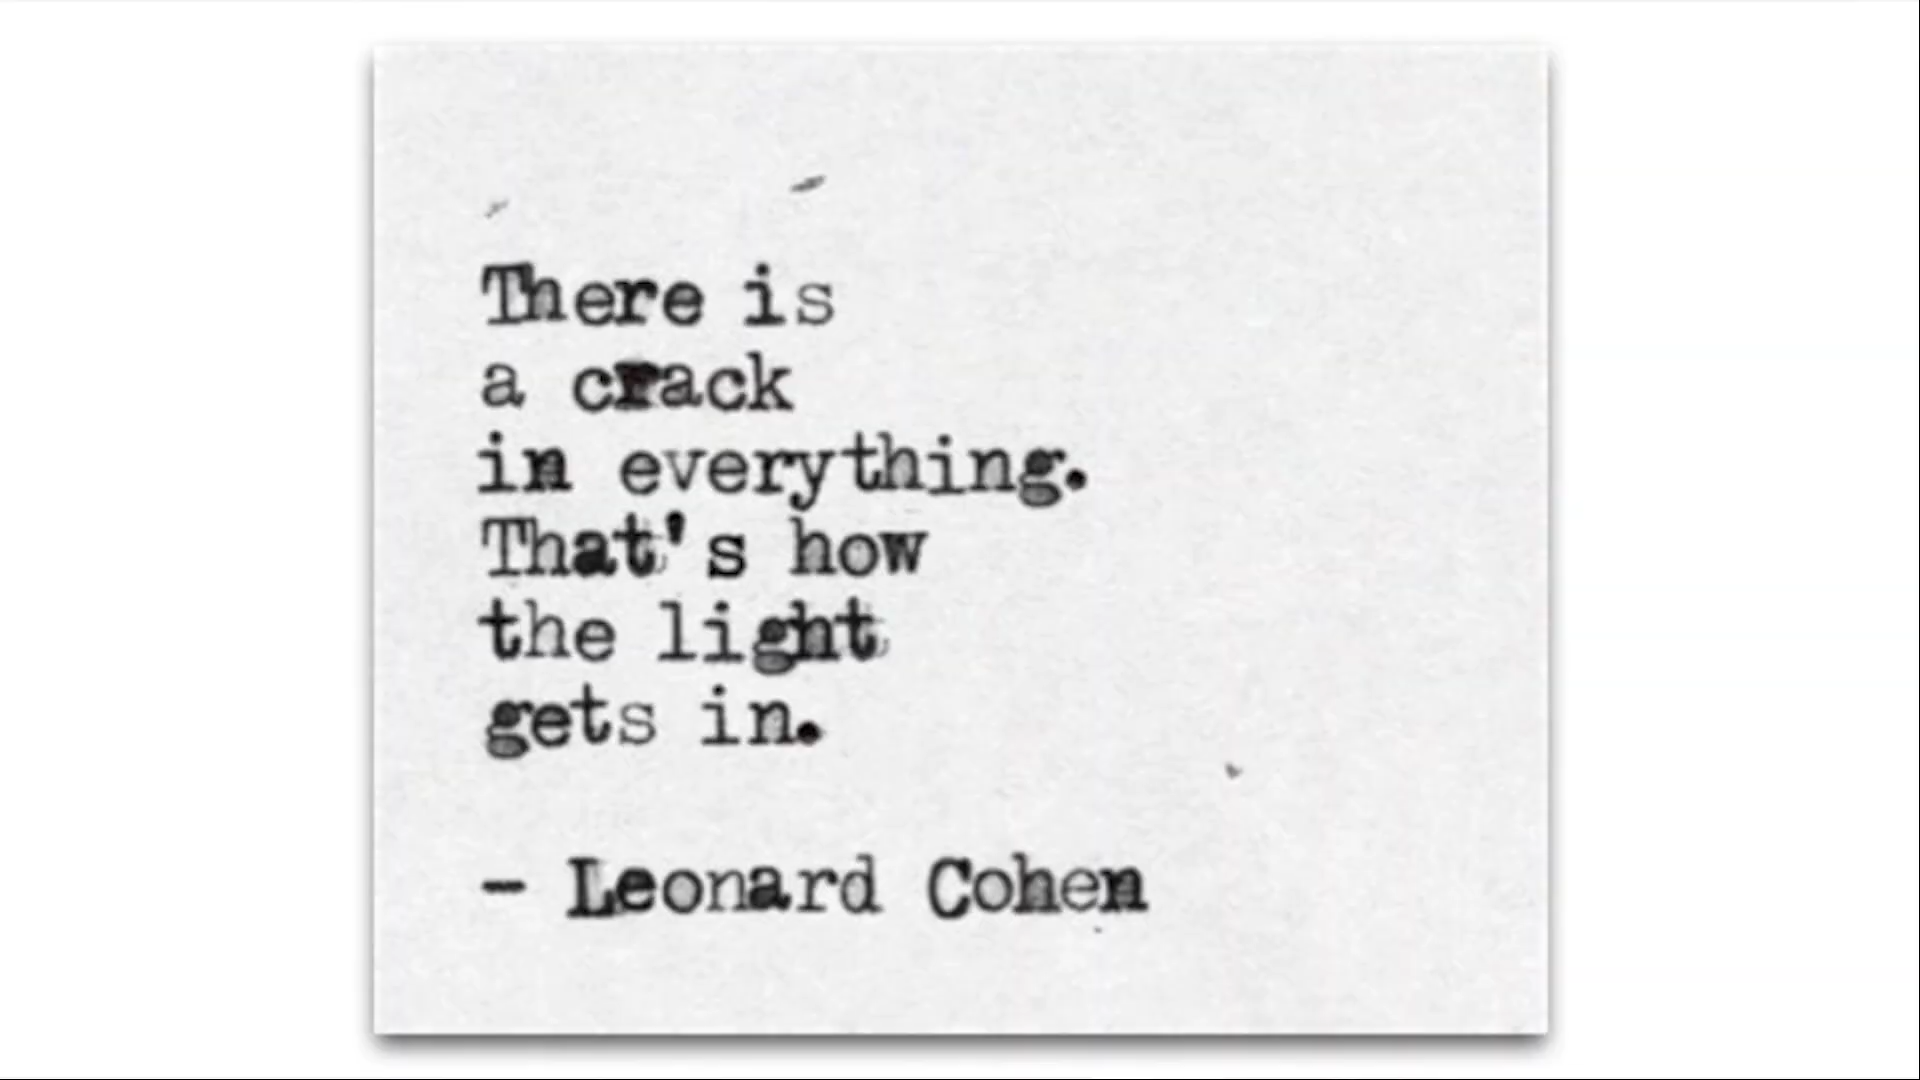 There is
a crack
in everything.
That's how
the light
gets in.
- Leonard Cohen